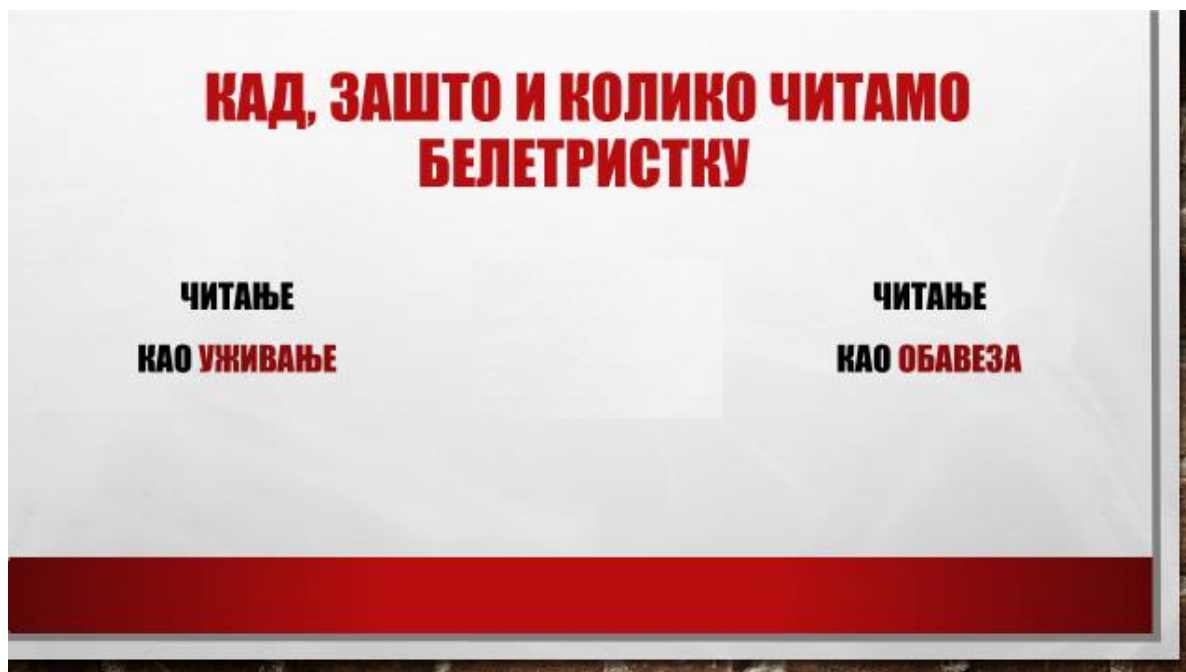 КАД, ЗАШТО И КОЛИКО ЧИТАМО
БЕЛЕТРИСТКУ
ЧИТАЊЕ
КАО УЖИВАЊЕ
ЧИТАЊЕ
КАО ОБАВЕЗА